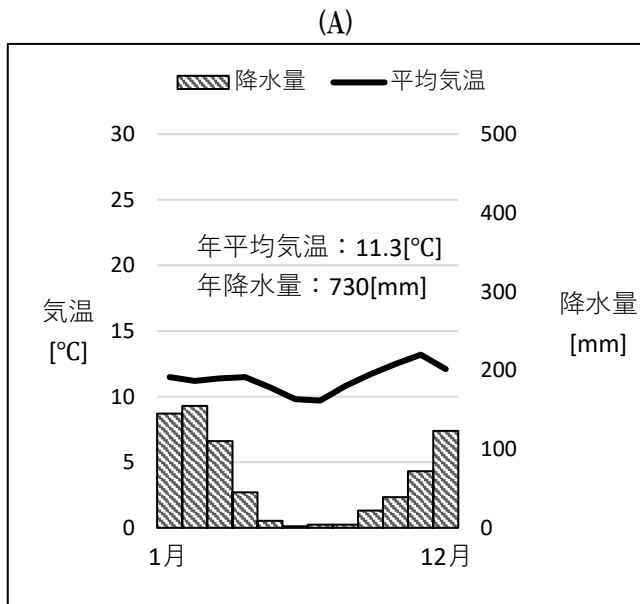 (A)
降水量 平均気温
30 500
25 400
20 300
15 200
10 100
5 0
0
年平均気温：11.3[℃]
年降水量：730[mm]
気温
[℃]
降水量
[mm]
1月 12月